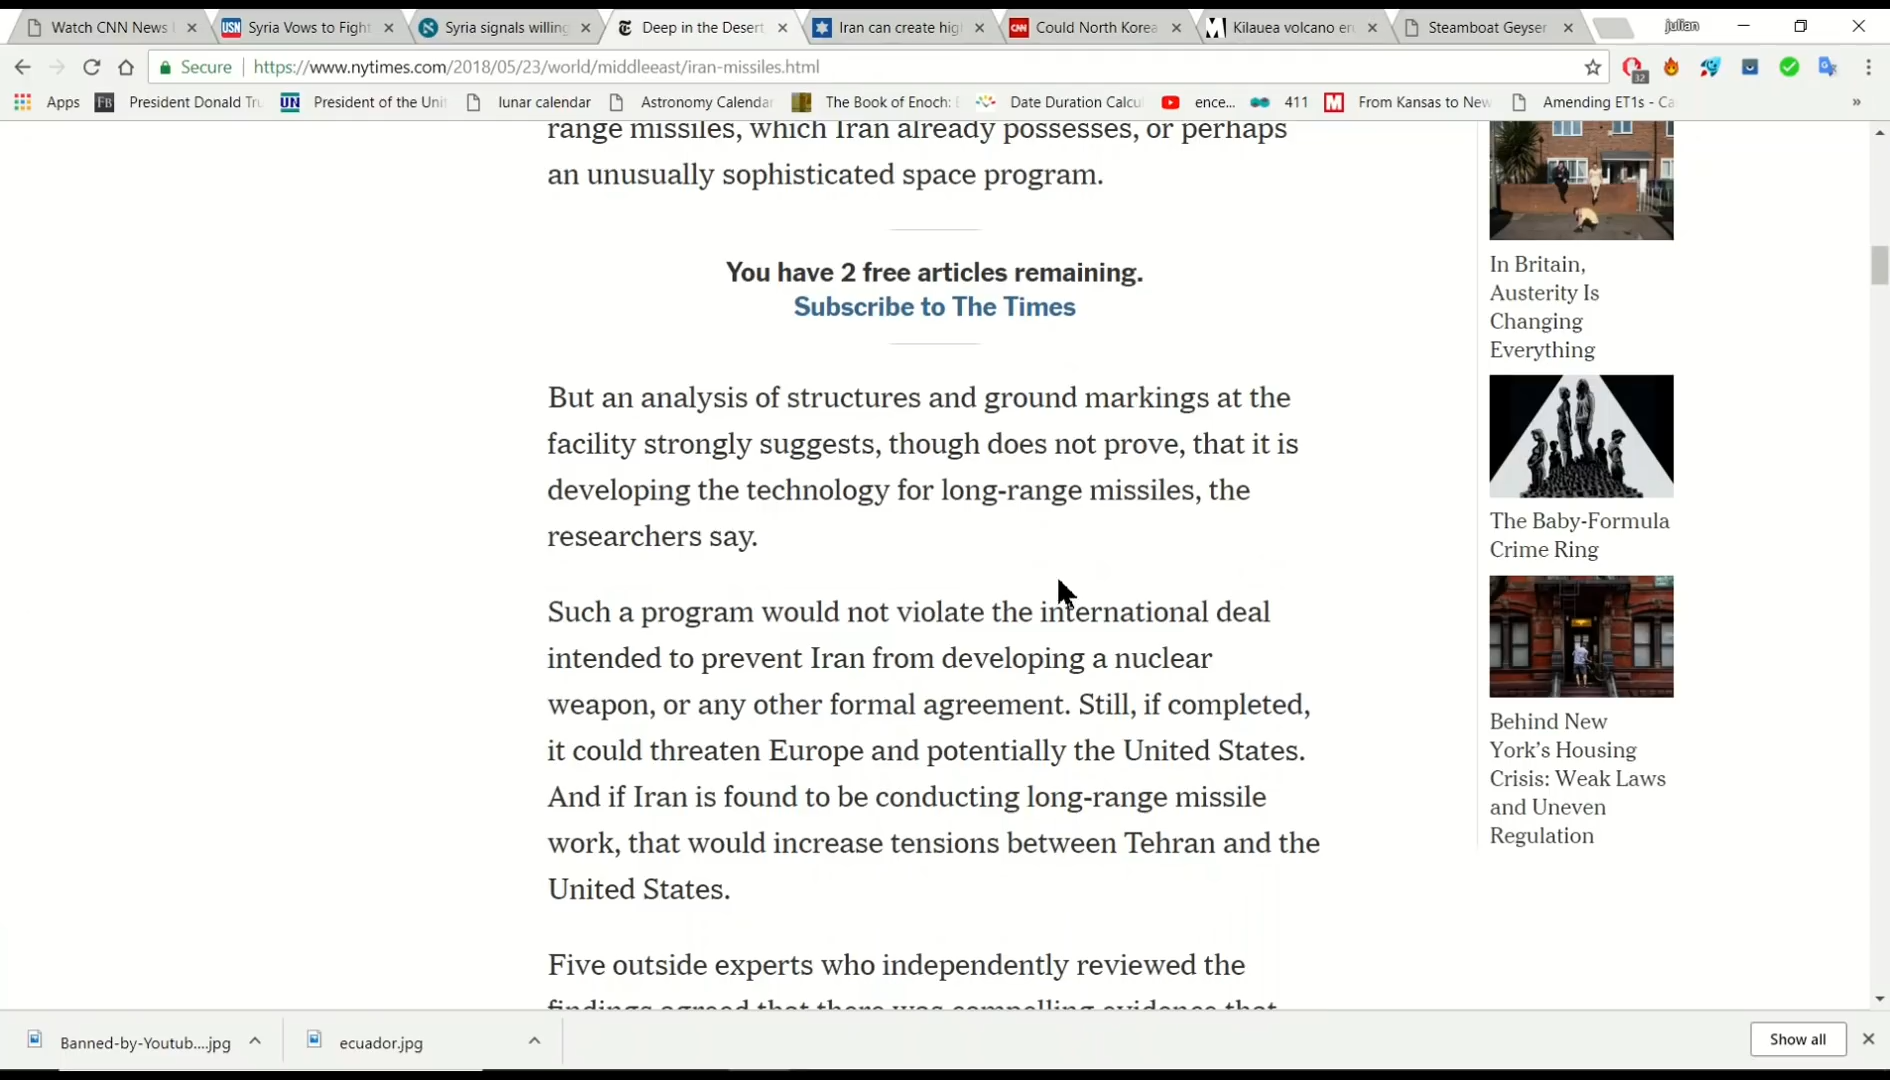 Watch CNN News
Syria Vows to Fight
Syria signals willing
Deep in the Desert
Iran can create hig
Could North Korea
Kilauea volcano eru
Steamboat Geyser
julian
Secure
https://www.nytimes.com/2018/05/23/world/middleeast/iran-missiles.html
32
Apps
FB President Donald Tru
UN President of the Unit
lunar calendar
Astronomy Calendar
The Book of Enoch:
Date Duration Calcu
ence...
411
M From Kansas to New
Amending ET1s - Ca
»
range missiles, which Iran already possesses, or perhaps
an unusually sophisticated space program.
You have 2 free articles remaining.
Subscribe to The Times
But an analysis of structures and ground markings at the
facility strongly suggests, though does not prove, that it is
developing the technology for long-range missiles, the
researchers say.
Such a program would not violate the international deal
intended to prevent Iran from developing a nuclear
weapon, or any other formal agreement. Still, if completed,
it could threaten Europe and potentially the United States.
And if Iran is found to be conducting long-range missile
work, that would increase tensions between Tehran and the
United States.
Five outside experts who independently reviewed the
findings agreed that there was compelling evidence that
In Britain,
Austerity Is
Changing
Everything
The Baby-Formula
Crime Ring
Behind New
York's Housing
Crisis: Weak Laws
and Uneven
Regulation
Banned-by-Youtub....jpg
ecuador.jpg
Show all